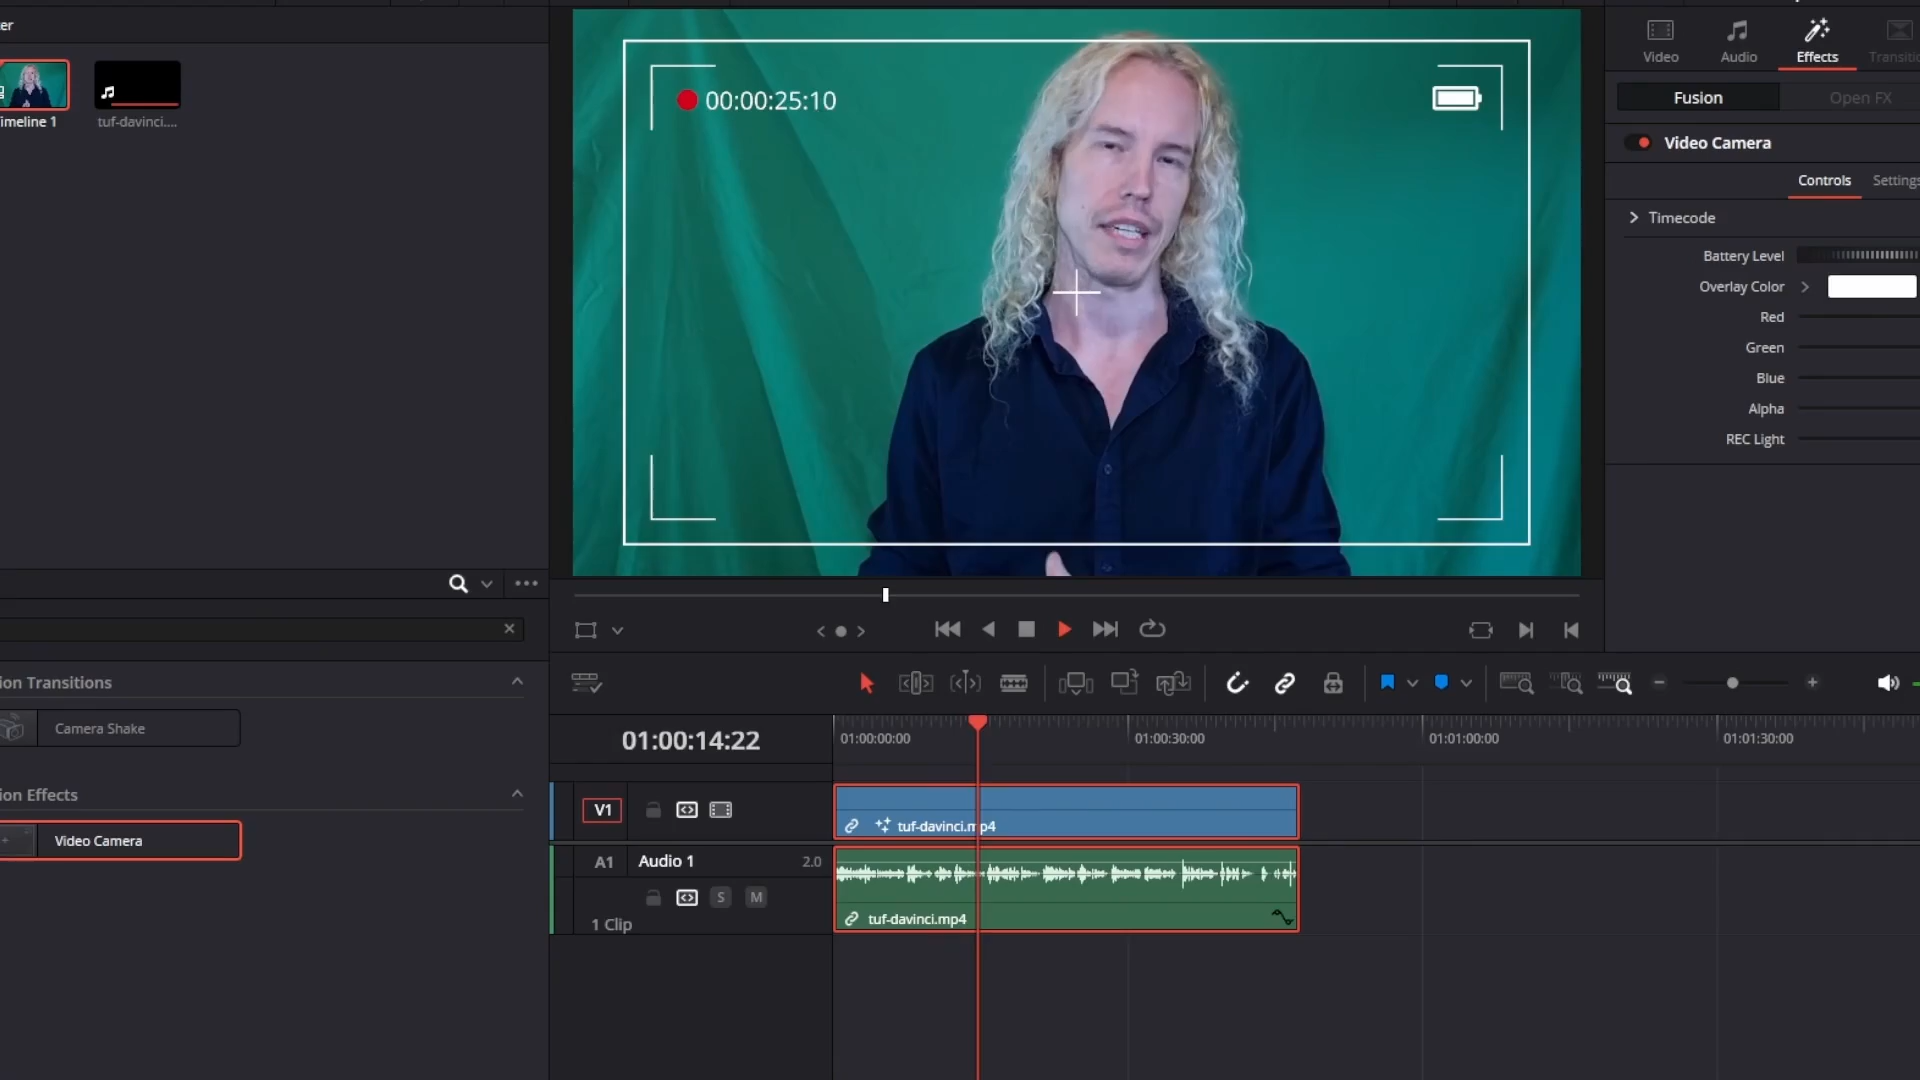 er
Video
Audio
Effects
Transitic
Fusion
Open FX
imeline 1
tuf-davinci....
00:00:25:10
Video Camera
Controls
Settings
Timecode
Battery Level
Overlay Color
Red
Green
Blue
Alpha
REC Light
ion Transitions
Camera Shake
ion Effects
Video Camera
01:00:14:22
01:00:00:00
01:00:30:00
01:01:00:00
01:01:30:00
V1
tuf-davinci.mp4
A1
Audio 1
2.0
S
M
1 Clip
tuf-davinci.mp4